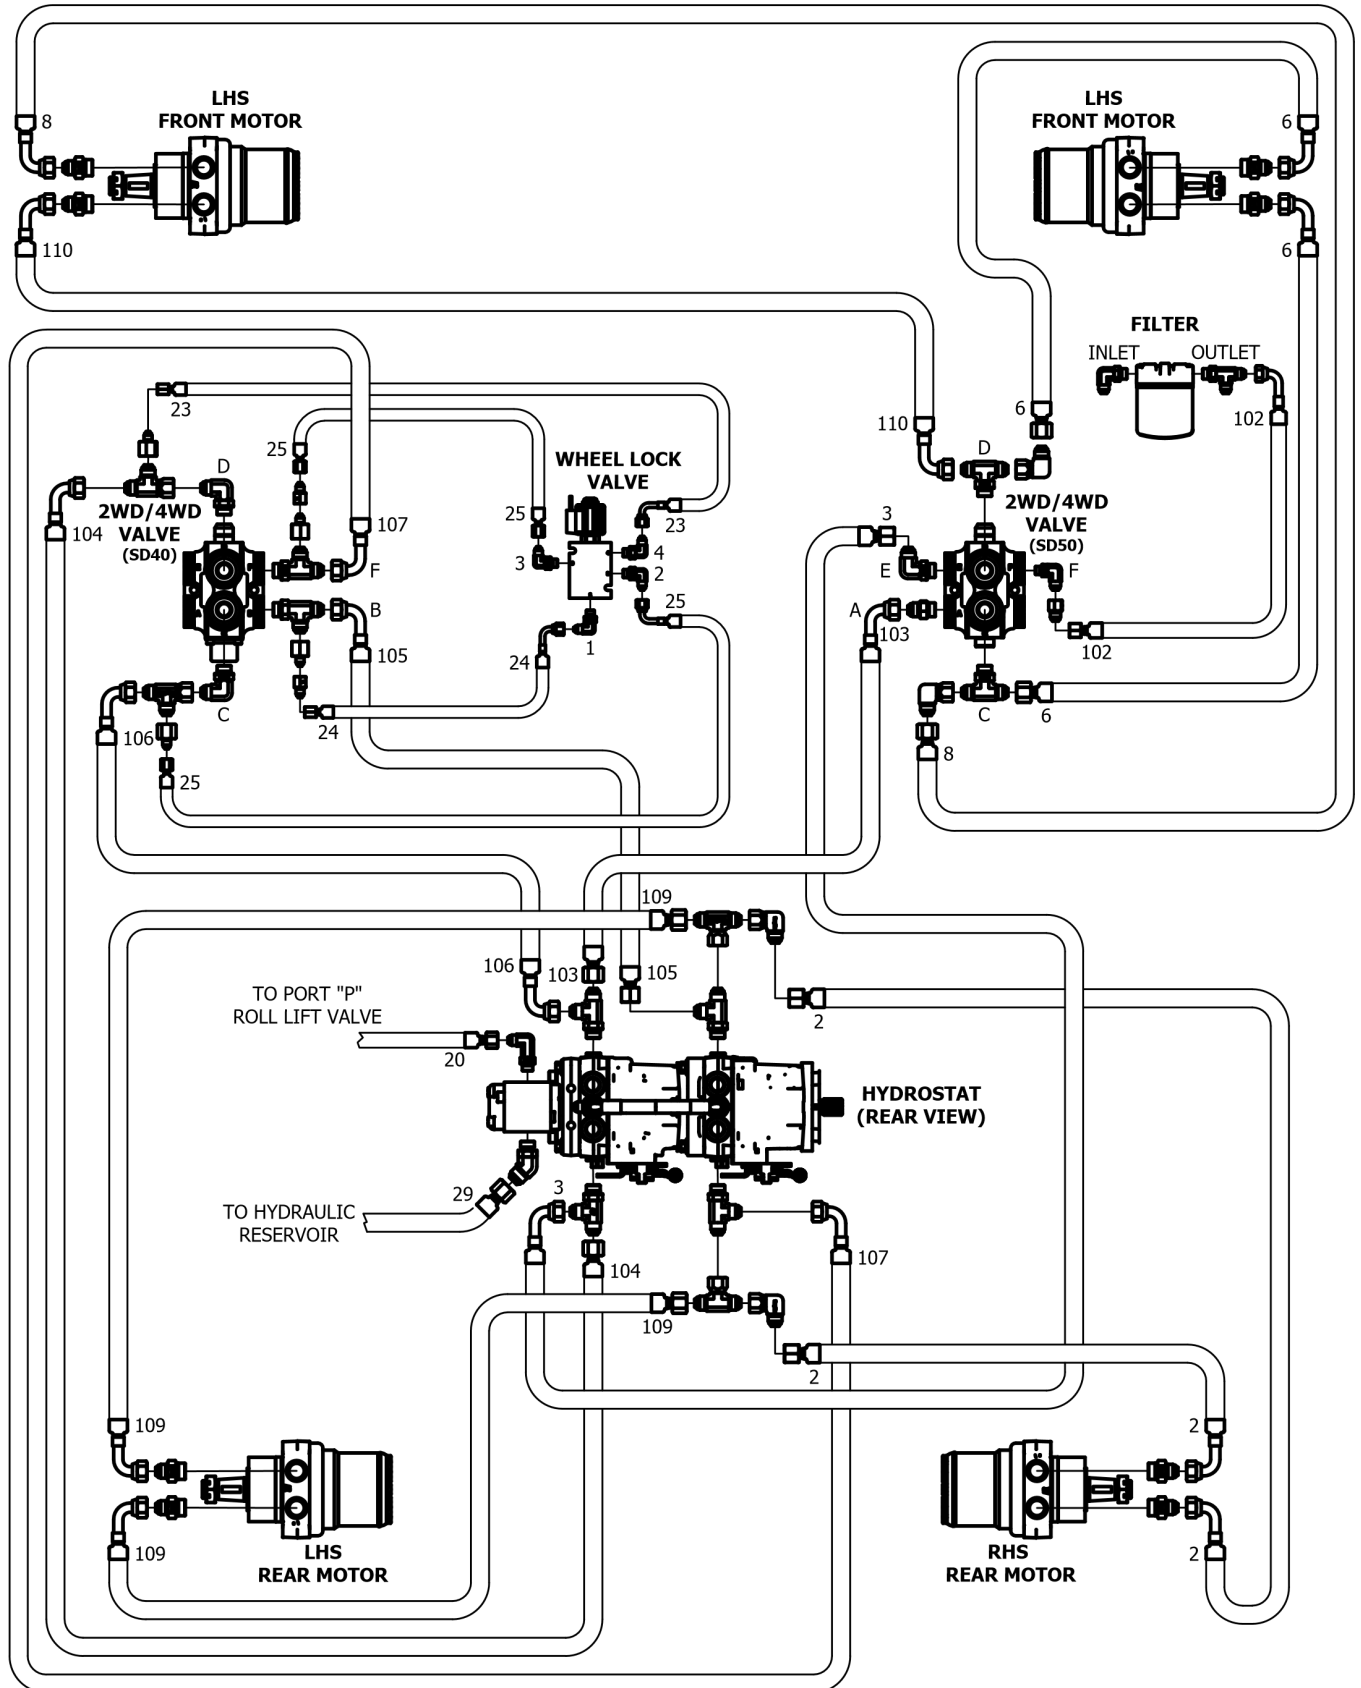 LHS
FRONT MOTOR
LHS
FRONT MOTOR
8
6
110
6
FILTER
INLET
OUTLET
23
6
110
102
25
D
D
WHEEL LOCK
VALVE
2WD/4WD
VALVE
(SD40)
104
107
25
23
3
2WD/4WD
VALVE
(SD50)
3
4
F
2
E
F
B
25
A
103
105
1
24
102
C
24
C
6
106
25
8
109
106
103
105
TO PORT "P"
ROLL LIFT VALVE
2
20
HYDROSTAT
(REAR VIEW)
29
3
TO HYDRAULIC
RESERVOIR
104
107
109
2
109
2
109
2
LHS
REAR MOTOR
RHS
REAR MOTOR